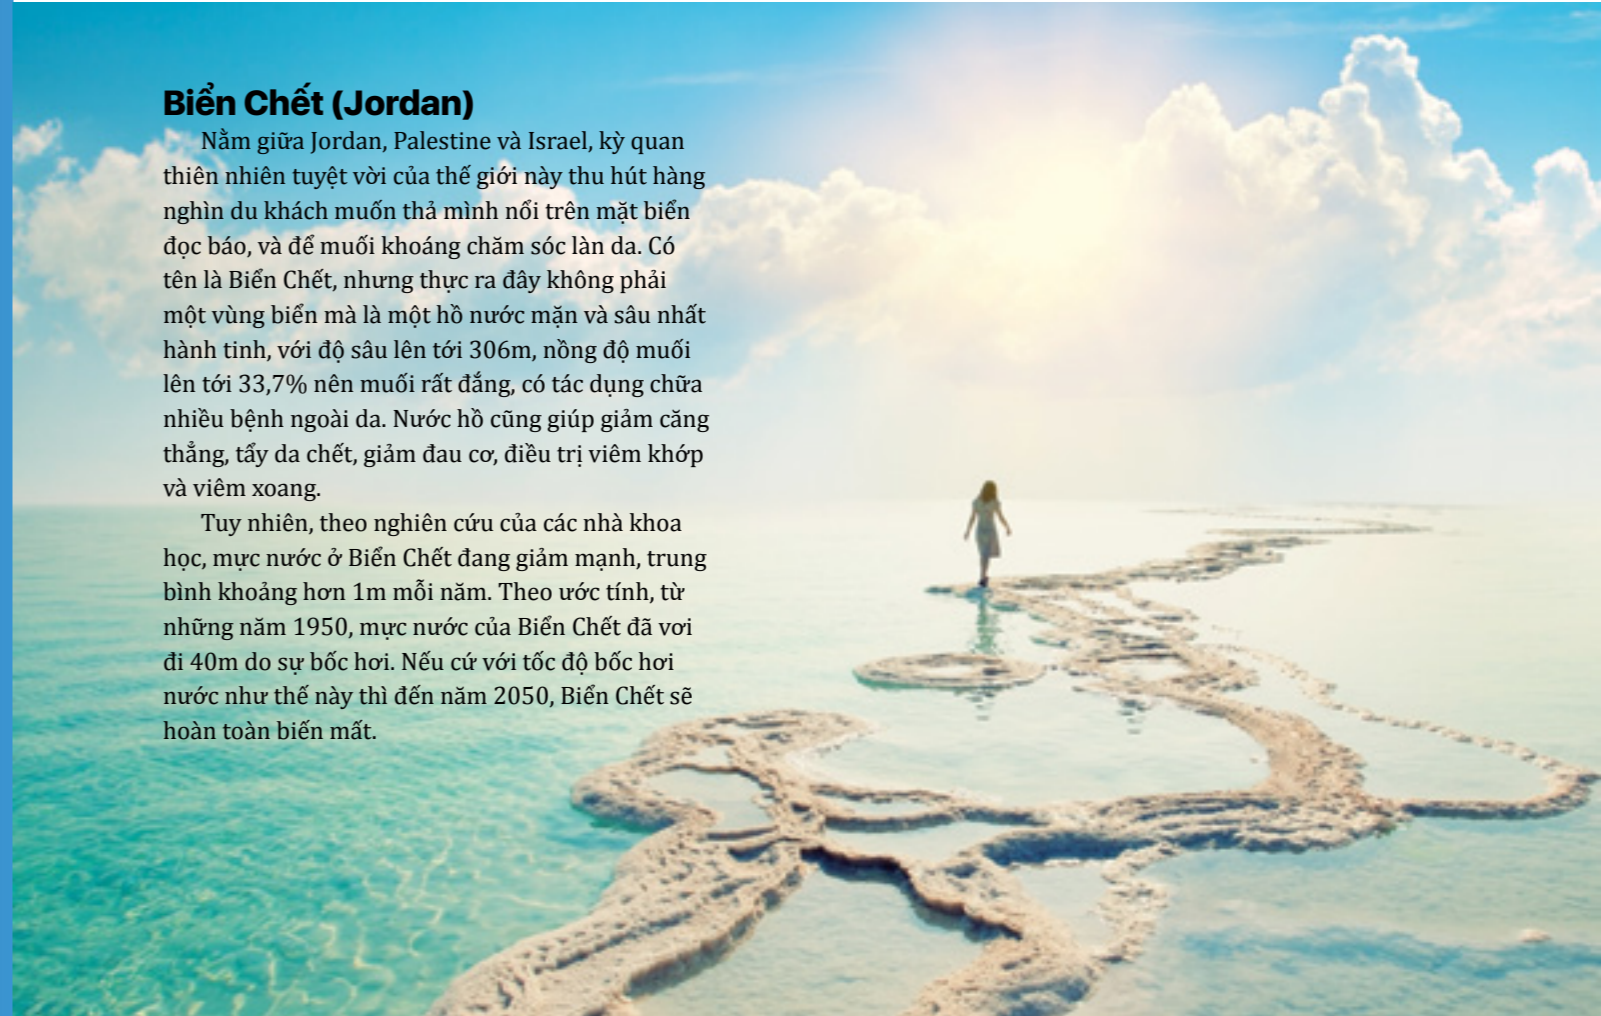 Biển Chết (Jordan)
Nằm giữa Jordan, Palestine và Israel, kỳ quan
thiên nhiên tuyệt vời của thế giới này thu hút hàng
nghìn du khách muốn thả mình nổi trên mặt biển
đọc báo, và để muối khoáng chăm sóc làn da. Có
tên là Biển Chết, nhưng thực ra đây không phải
một vùng biển mà là một hồ nước mặn và sâu nhất
hành tinh, với độ sâu lên tới 306m, nồng độ muối
lên tới 33,7% nên muối rất đắng, có tác dụng chữa
nhiều bệnh ngoài da. Nước hồ cũng giúp giảm căng
thẳng, tẩy da chết, giảm đau cơ, điều trị viêm khớp
và viêm xoang.
Tuy nhiên, theo nghiên cứu của các nhà khoa
học, mực nước ở Biển Chết đang giảm mạnh, trung
bình khoảng hơn 1m mỗi năm. Theo ước tính, từ
những năm 1950, mực nước của Biển Chết đã vơi
đi 40m do sự bốc hơi. Nếu cứ với tốc độ bốc hơi
nước như thế này thì đến năm 2050, Biển Chết sẽ
hoàn toàn biến mất.